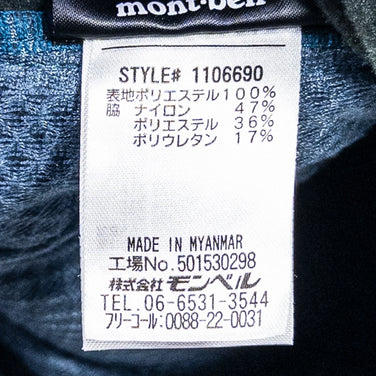 mont-bell
STYLE# 1106690
表地ポリエステル100%
脇 ナイロン 47%
ポリエステル 36%
ポリウレタン 17%
MADE IN MYANMAR
工場No.501530298
株式会社 モンベル
TEL. 06-6531-3544
フリーコール:0088-22-0031